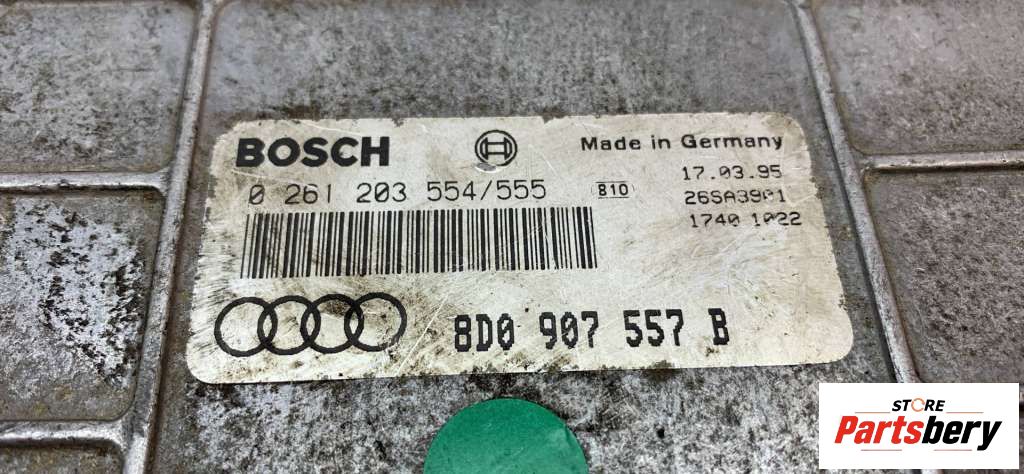 BOSCH
Made in Germany
0 261 203 554/555
810
17.03.95
26SA3901
1740 1022
8D0 907 557 B
STORE
Partsbery